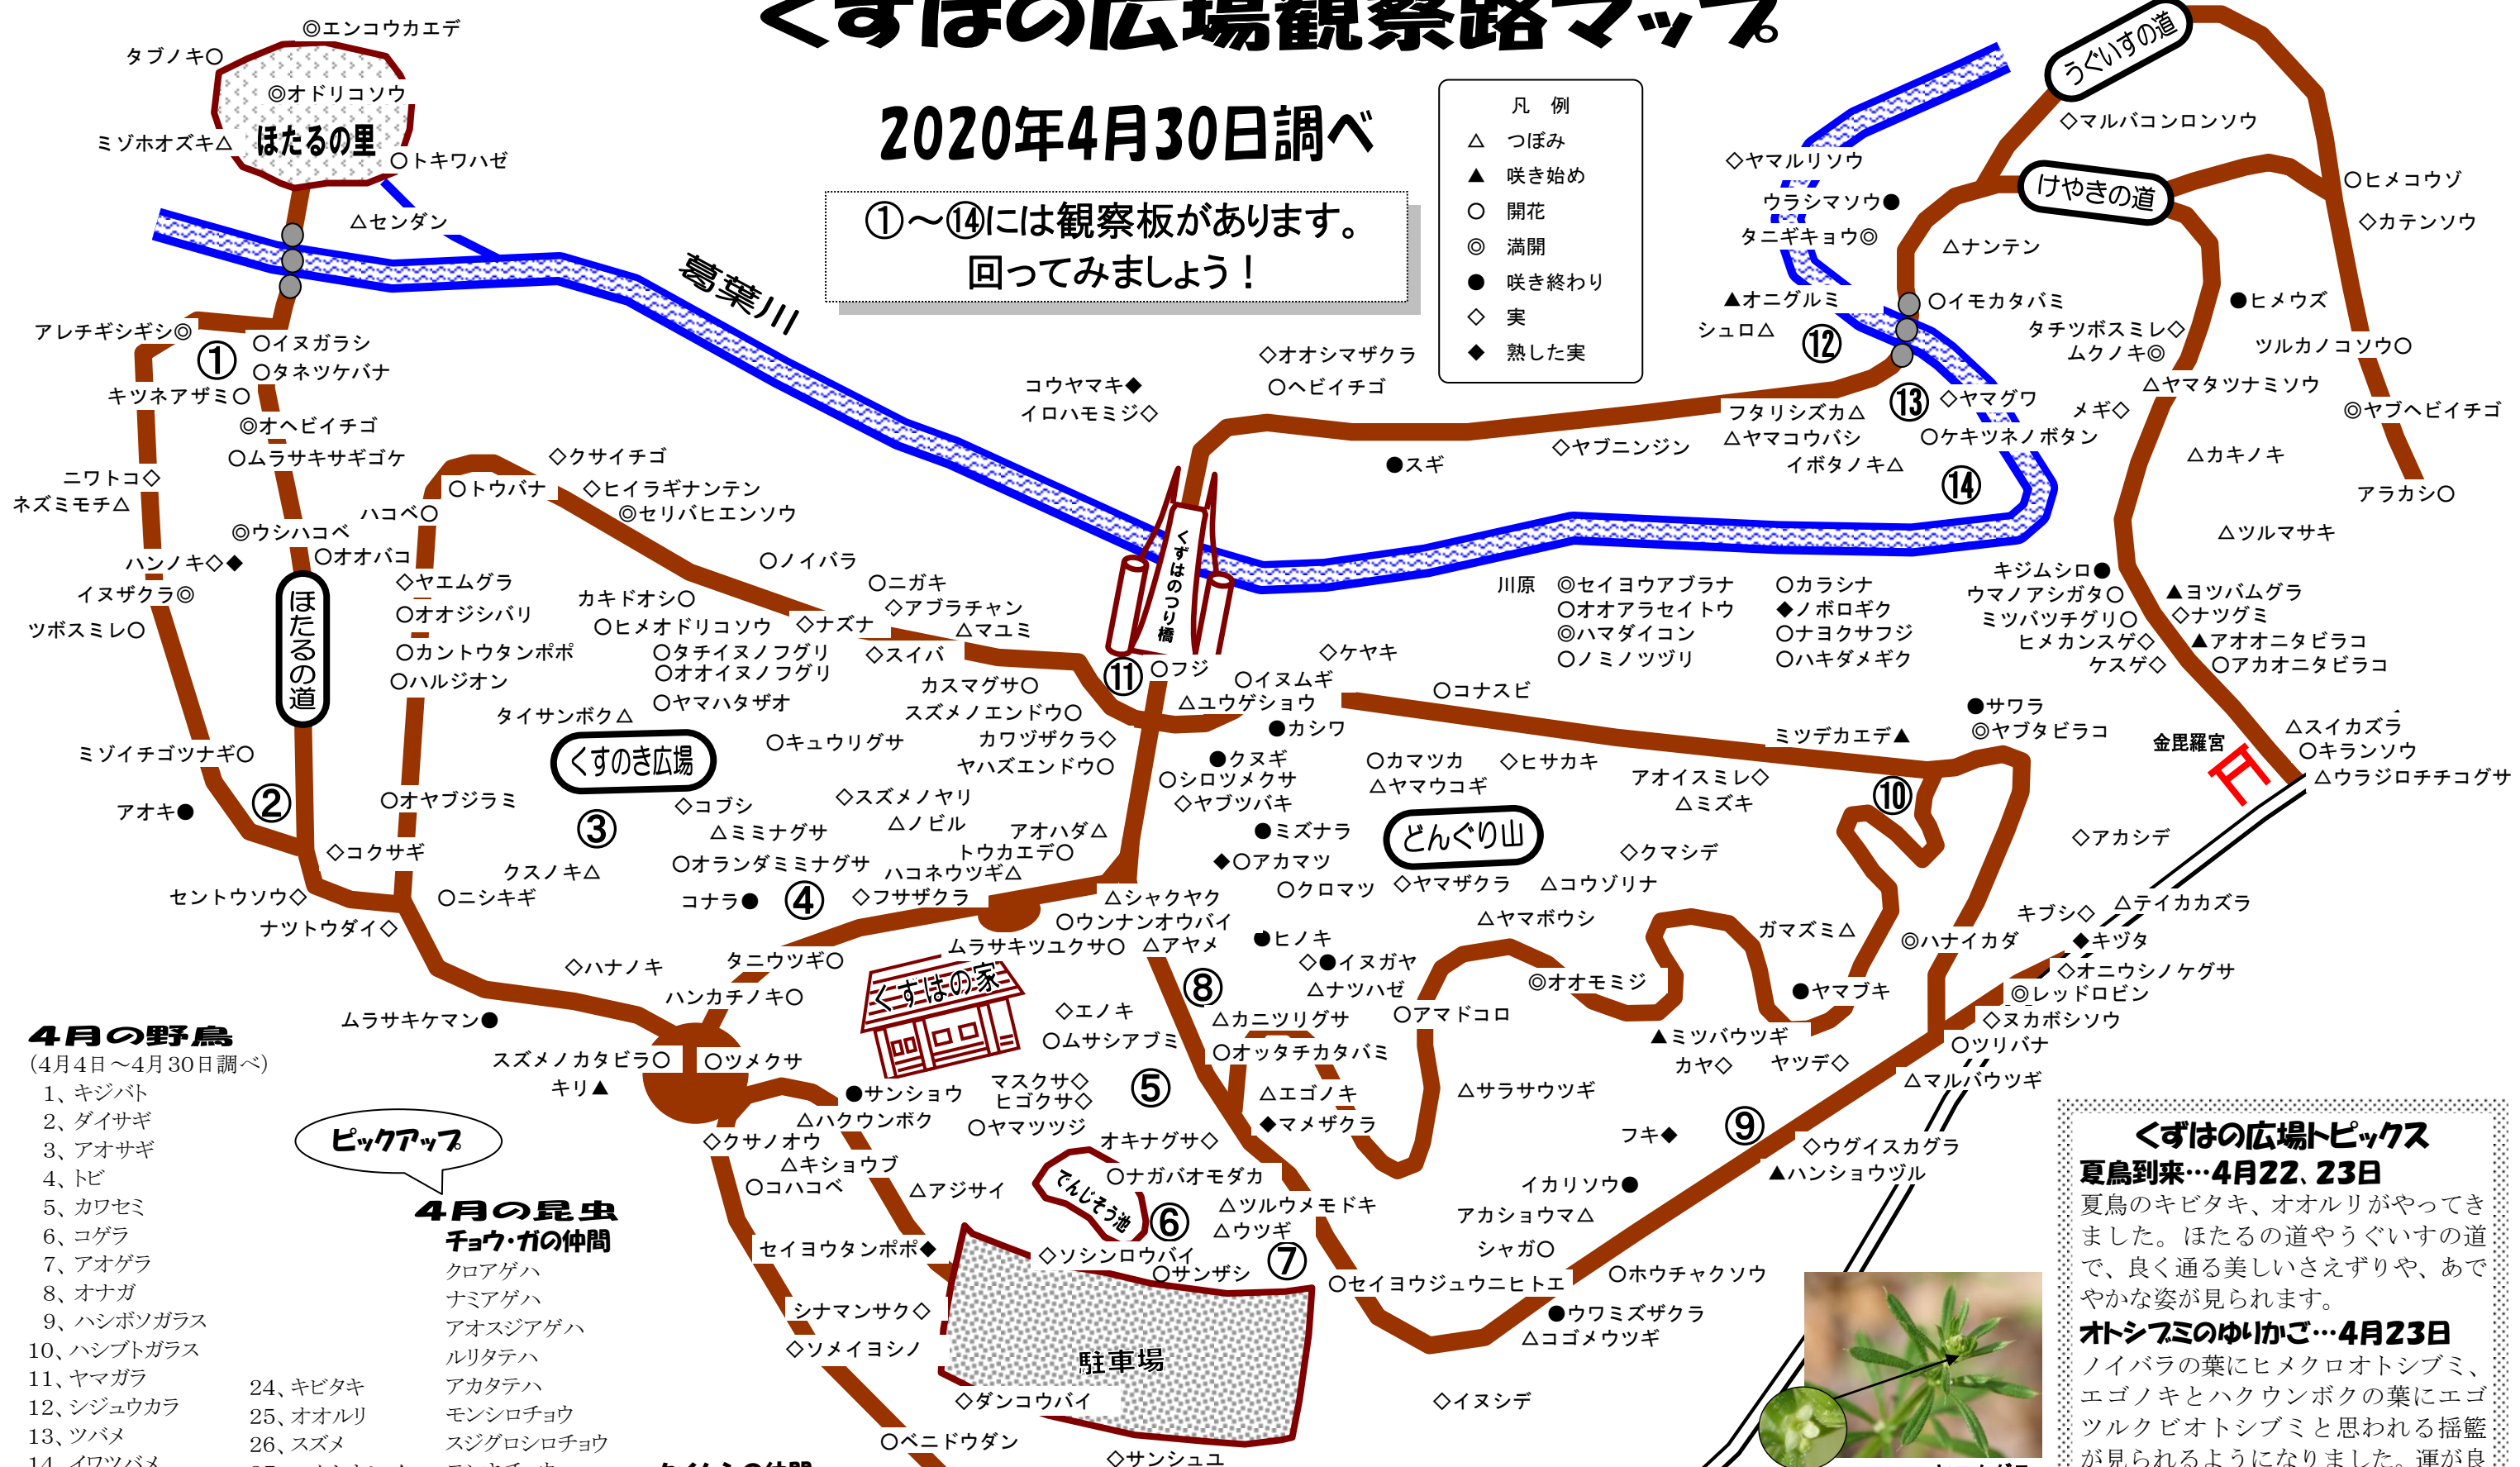 くずはの広場観察路マップ
2020年4月30日調べ
①～⑭には観察板があります。
回ってみましょう！
凡　例
△　つぼみ
▲　咲き始め
○　開花
◎　満開
●　咲き終わり
◇　実
◆　熟した実
◎エンコウカエデ
タブノキ○
◎オドリコソウ
ほたるの里
ミゾホオズキ△
○トキワハゼ
△センダン
葛葉川
アレチギシギシ◎
①
○イヌガラシ
○タネツケバナ
キツネアザミ○
◎オヘビイチゴ
○ムラサキサギゴケ
ニワトコ◇
ネズミモチ△
ハコベ○
◎ウシハコベ
○オオバコ
ハンノキ◇◆
イヌザクラ◎
ツボスミレ○
ほたるの道
ミゾイチゴツナギ○
②
アオキ●
◇コクサギ
セントウソウ◇
ナツトウダイ◇
○トウバナ
◇クサイチゴ
◇ヒイラギナンテン
◎セリバヒエンソウ
◇ヤエムグラ
○オオジシバリ
○カントウタンポポ
○ハルジオン
○ノイバラ
○ニガキ
◇アブラチャン
カキドオシ○
○ヒメオドリコソウ
◇ナズナ
△マユミ
○タチイヌノフグリ
○オオイヌノフグリ
◇スイバ
○ヤマハタザオ
タイサンボク△
カスマグサ○
スズメノエンドウ○
くすのき広場
○キュウリグサ
カワヅザクラ◇
ヤハズエンドウ○
○オヤブジラミ
③
◇コブシ
◇スズメノヤリ
△ミミナグサ
△ノビル
アオハダ△
トウカエデ○
クスノキ△
○オランダミミナグサ
ハコネウツギ△
○ニシキギ
コナラ●
④
◇フサザクラ
◇ハナノキ
タニウツギ○
ムラサキツユクサ○
ハンカチノキ○
くずはの家
ムラサキケマン●
スズメノカタビラ○
○ツメクサ
キリ▲
◇オオシマザクラ
コウヤマキ◆
○ヘビイチゴ
イロハモミジ◇
●スギ
◇ヤブニンジン
くずはのつり橋
⑪
○フジ
◇ケヤキ
○イヌムギ
△ユウゲショウ
○コナスビ
●カシワ
●クヌギ
○シロツメクサ
◇ヤブツバキ
○カマツカ
◇ヒサカキ
△ヤマウコギ
●ミズナラ
◆○アカマツ
○クロマツ
どんぐり山
◇ヤマザクラ
△コウゾリナ
◇クマシデ
△ヤマボウシ
△シャクヤク
○ウンナンオウバイ
△アヤメ
●ヒノキ
◇●イヌガヤ
△ナツハゼ
⑧
△カニツリグサ
○アマドコロ
◎オオモミジ
◇エノキ
○ムサシアブミ
○オッタチカタバミ
マスクサ◇
ヒゴクサ◇
⑤
△エゴノキ
◆マメザクラ
△サラサウツギ
●サンショウ
△ハクウンボク
○ヤマツツジ
オキナグサ◇
◇クサノオウ
△キショウブ
○コハコベ
△アジサイ
でんじそう池
○ナガバオモダカ
⑥
△ツルウメモドキ
△ウツギ
⑦
セイヨウタンポポ◆
◇ソシンロウバイ
○サンザシ
シナマンサク◇
◇ソメイヨシノ
駐車場
◇ダンコウバイ
○ベニドウダン
◇サンシュユ
○セイヨウジュウニヒトエ
イカリソウ●
アカショウマ△
シャガ○
○ホウチャクソウ
●ウワミズザクラ
△コゴメウツギ
◇イヌシデ
フキ◆
⑨
◇ウグイスカグラ
▲ハンショウヅル
▲ミツバウツギ
カヤ◇
ヤツデ◇
●ヤマブキ
ガマズミ△
◎ハナイカダ
アオイスミレ◇
△ミズキ
ミツデカエデ▲
⑩
●サワラ
◎ヤブタビラコ
◇アカシデ
キブシ◇
△テイカカズラ
◆キヅタ
◇オニウシノケグサ
◎レッドロビン
◇ヌカボシソウ
○ツリバナ
△マルバウツギ
うぐいすの道
◇マルバコンロンソウ
けやきの道
◇ヤマルリソウ
ウラシマソウ●
タニギキョウ◎
△ナンテン
○ヒメコウゾ
◇カテンソウ
▲オニグルミ
シュロ△
⑫
○イモカタバミ
タチツボスミレ◇
ムクノキ◎
●ヒメウズ
ツルカノコソウ○
⑬
◇ヤマグワ
△ヤマタツナミソウ
メギ◇
◎ヤブヘビイチゴ
フタリシズカ△
△ヤマコウバシ
イボタノキ△
○ケキツネノボタン
⑭
△カキノキ
アラカシ○
△ツルマサキ
川原
◎セイヨウアブラナ
○カラシナ
○オオアラセイトウ
◆ノボロギク
◎ハマダイコン
○ナヨクサフジ
○ノミノツヅリ
○ハキダメギク
キジムシロ●
ウマノアシガタ○
ミツバツチグリ○
ヒメカンスゲ◇
ケスゲ◇
▲ヨツバムグラ
◇ナツグミ
▲アオオニタビラコ
○アカオニタビラコ
金毘羅宮
△スイカズラ
○キランソウ
△ウラジロチチコグサ
4月の野鳥
（4月4日～4月30日調べ）
1、キジバト
2、ダイサギ
3、アオサギ
4、トビ
5、カワセミ
6、コゲラ
7、アオゲラ
8、オナガ
9、ハシボソガラス
10、ハシブトガラス
11、ヤマガラ
12、シジュウカラ
13、ツバメ
14、イワツバメ
24、キビタキ
25、オオルリ
26、スズメ
ピックアップ
4月の昆虫
チョウ・ガの仲間
クロアゲハ
ナミアゲハ
アオスジアゲハ
ルリタテハ
アカタテハ
モンシロチョウ
スジグロシロチョウ
くずはの広場トピックス
夏鳥到来…4月22、23日
夏鳥のキビタキ、オオルリがやってき
ました。ほたるの道やうぐいすの道
で、良く通る美しいさえずりや、あで
やかな姿が見られます。
オトシブミのゆりかご…4月23日
ノイバラの葉にヒメクロオトシブミ、
エゴノキとハクウンボクの葉にエゴ
ツルクビオトシブミと思われる揺籃
が見られるようになりました。運が良